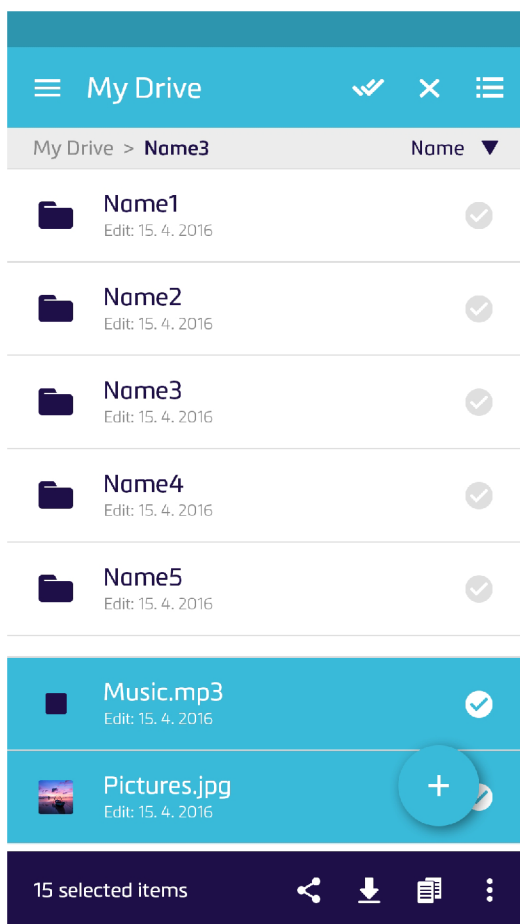 My Drive
My Drive > Name3 Name ▼
Name1
Edit: 15. 4. 2016
Name2
Edit: 15. 4. 2016
Name3
Edit: 15. 4. 2016
Name4
Edit: 15. 4. 2016
Name5
Edit: 15. 4. 2016
Music.mp3
Edit: 15. 4. 2016
Pictures.jpg
Edit: 15. 4. 2016
15 selected items